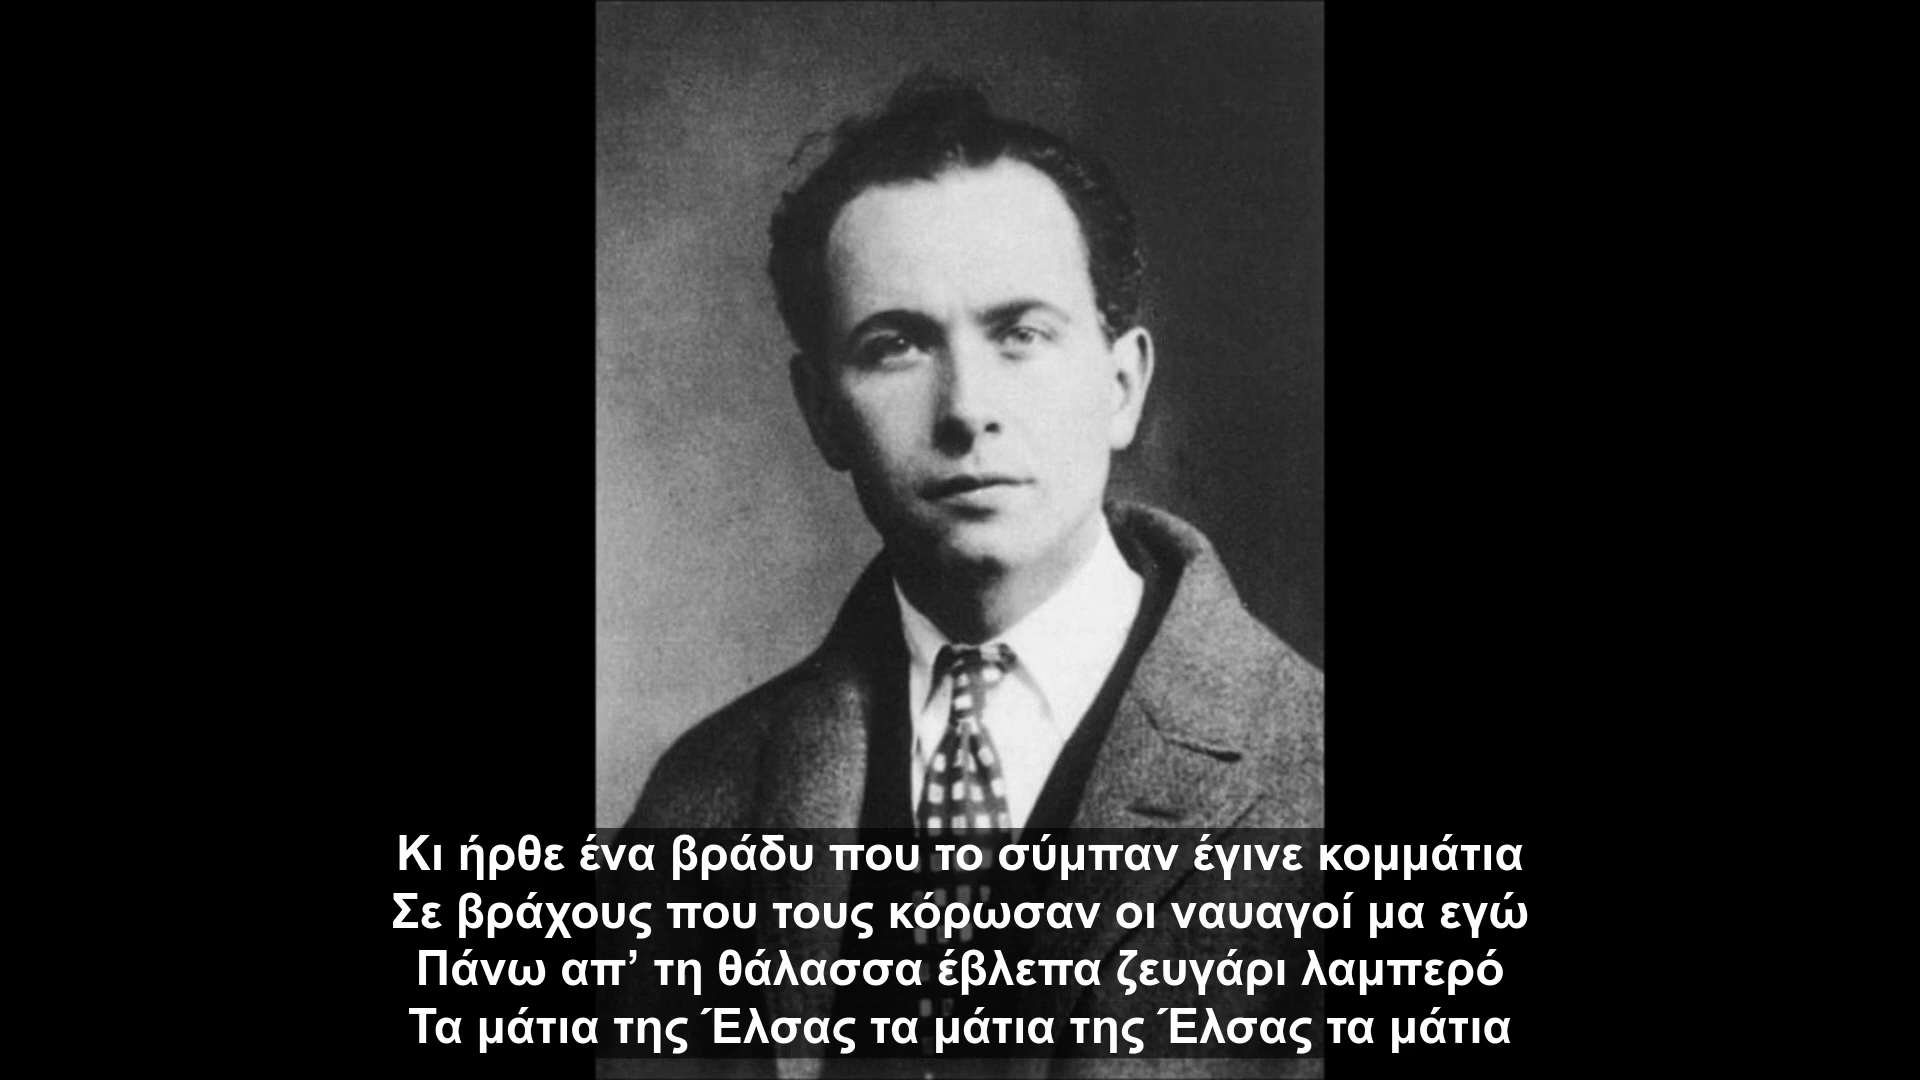 Κι ήρθε ένα βράδυ που το σύμπαν έγινε κομμάτια
Σε βράχους που τους κόρωσαν οι ναυαγοί μα εγώ
Πάνω απ’ τη θάλασσα έβλεπα ζευγάρι λαμπερό
Τα μάτια της Έλσας τα μάτια της Έλσας τα μάτια